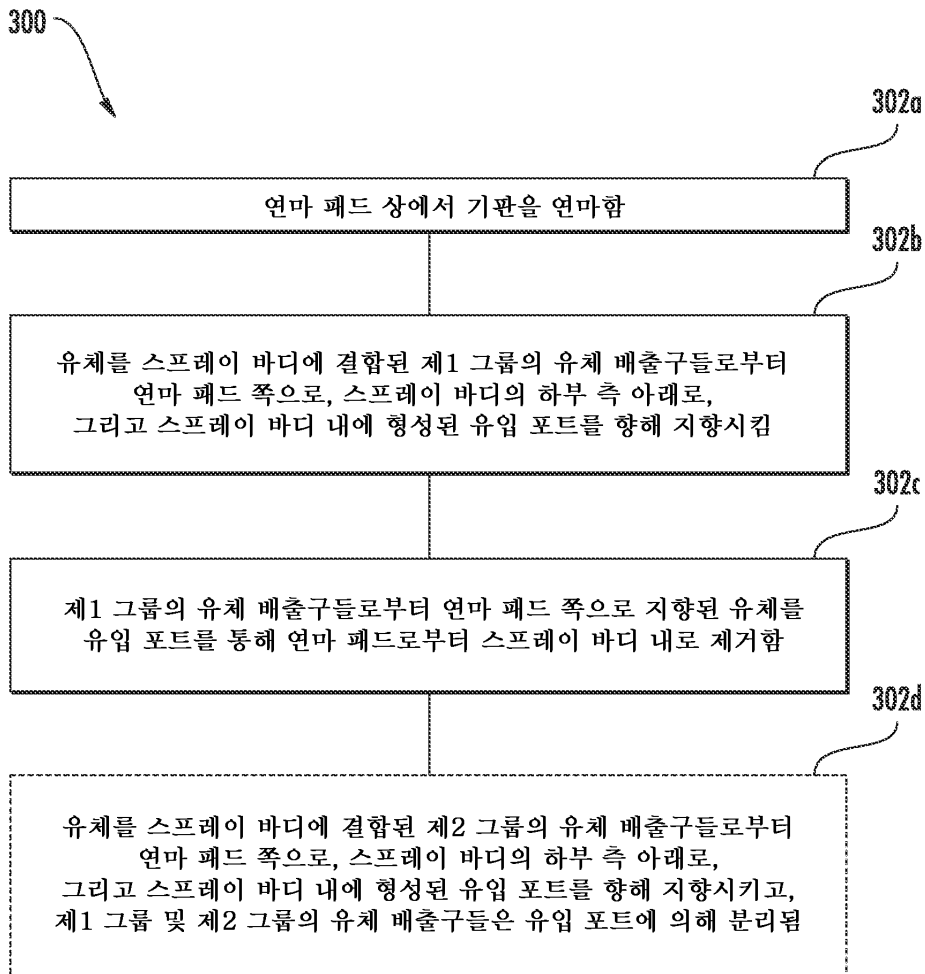 300
302a
연마 패드 상에서 기판을 연마함
302b
유체를 스프레이 바디에 결합된 제1 그룹의 유체 배출구들로부터
연마 패드 쪽으로, 스프레이 바디의 하부 측 아래로,
그리고 스프레이 바디 내에 형성된 유입 포트를 향해 지향시킴
302c
제1 그룹의 유체 배출구들로부터 연마 패드 쪽으로 지향된 유체를
유입 포트를 통해 연마 패드로부터 스프레이 바디 내로 제거함
302d
유체를 스프레이 바디에 결합된 제2 그룹의 유체 배출구들로부터
연마 패드 쪽으로, 스프레이 바디의 하부 측 아래로,
그리고 스프레이 바디 내에 형성된 유입 포트를 향해 지향시키고,
제1 그룹 및 제2 그룹의 유체 배출구들은 유입 포트에 의해 분리됨